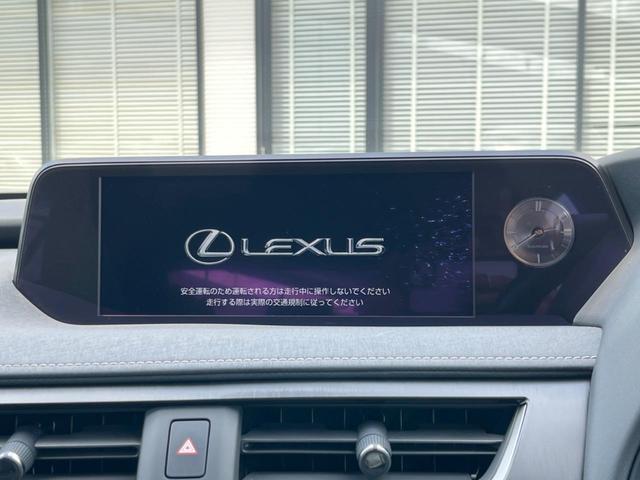 LEXUS
安全運転のため運転される方は走行中に操作しないでください
走行する際は実際の交通規制に従ってください